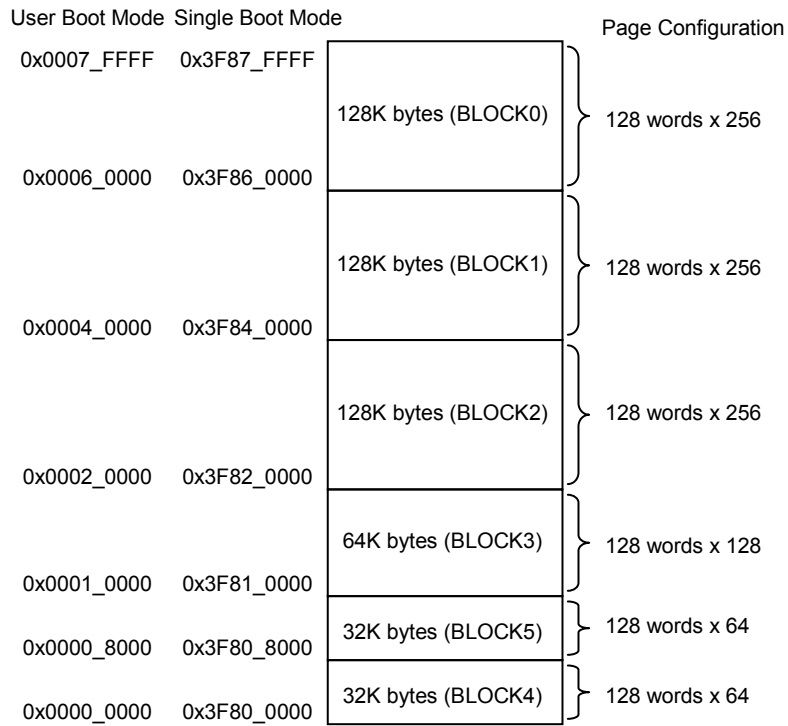 User Boot Mode Single Boot Mode Page Configuration
0x0007_FFFF 0x3F87_FFFF
128K bytes (BLOCK0) 128 words x 256
0x0006_0000 0x3F86_0000
128K bytes (BLOCK1) 128 words x 256
0x0004_0000 0x3F84_0000
128K bytes (BLOCK2) 128 words x 256
0x0002_0000 0x3F82_0000
64K bytes (BLOCK3) 128 words x 128
0x0001_0000 0x3F81_0000
32K bytes (BLOCK5) 128 words x 64
0x0000_8000 0x3F80_8000
32K bytes (BLOCK4) 128 words x 64
0x0000_0000 0x3F80_0000